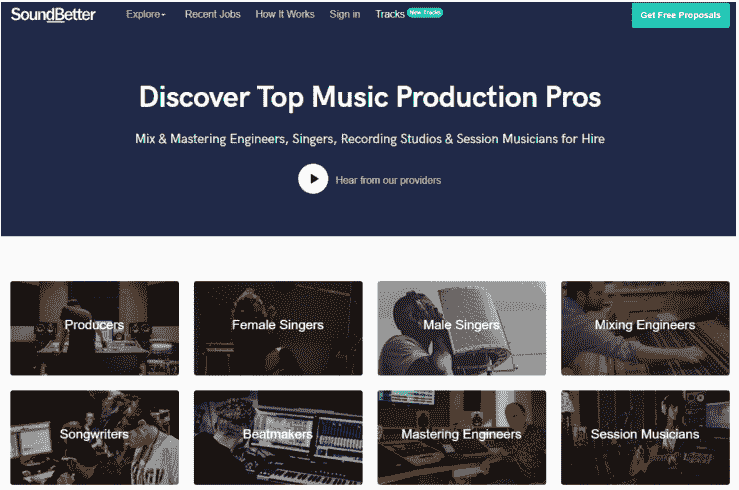 SoundBetter
Explore
Recent Jobs
How It Works
Sign in
Tracks
New Tracks
Get Free Proposals
Discover Top Music Production Pros
Mix & Mastering Engineers, Singers, Recording Studios & Session Musicians for Hire
Hear from our providers
Producers
Female Singers
Male Singers
Mixing Engineers
Songwriters
Beatmakers
Mastering Engineers
Session Musicians